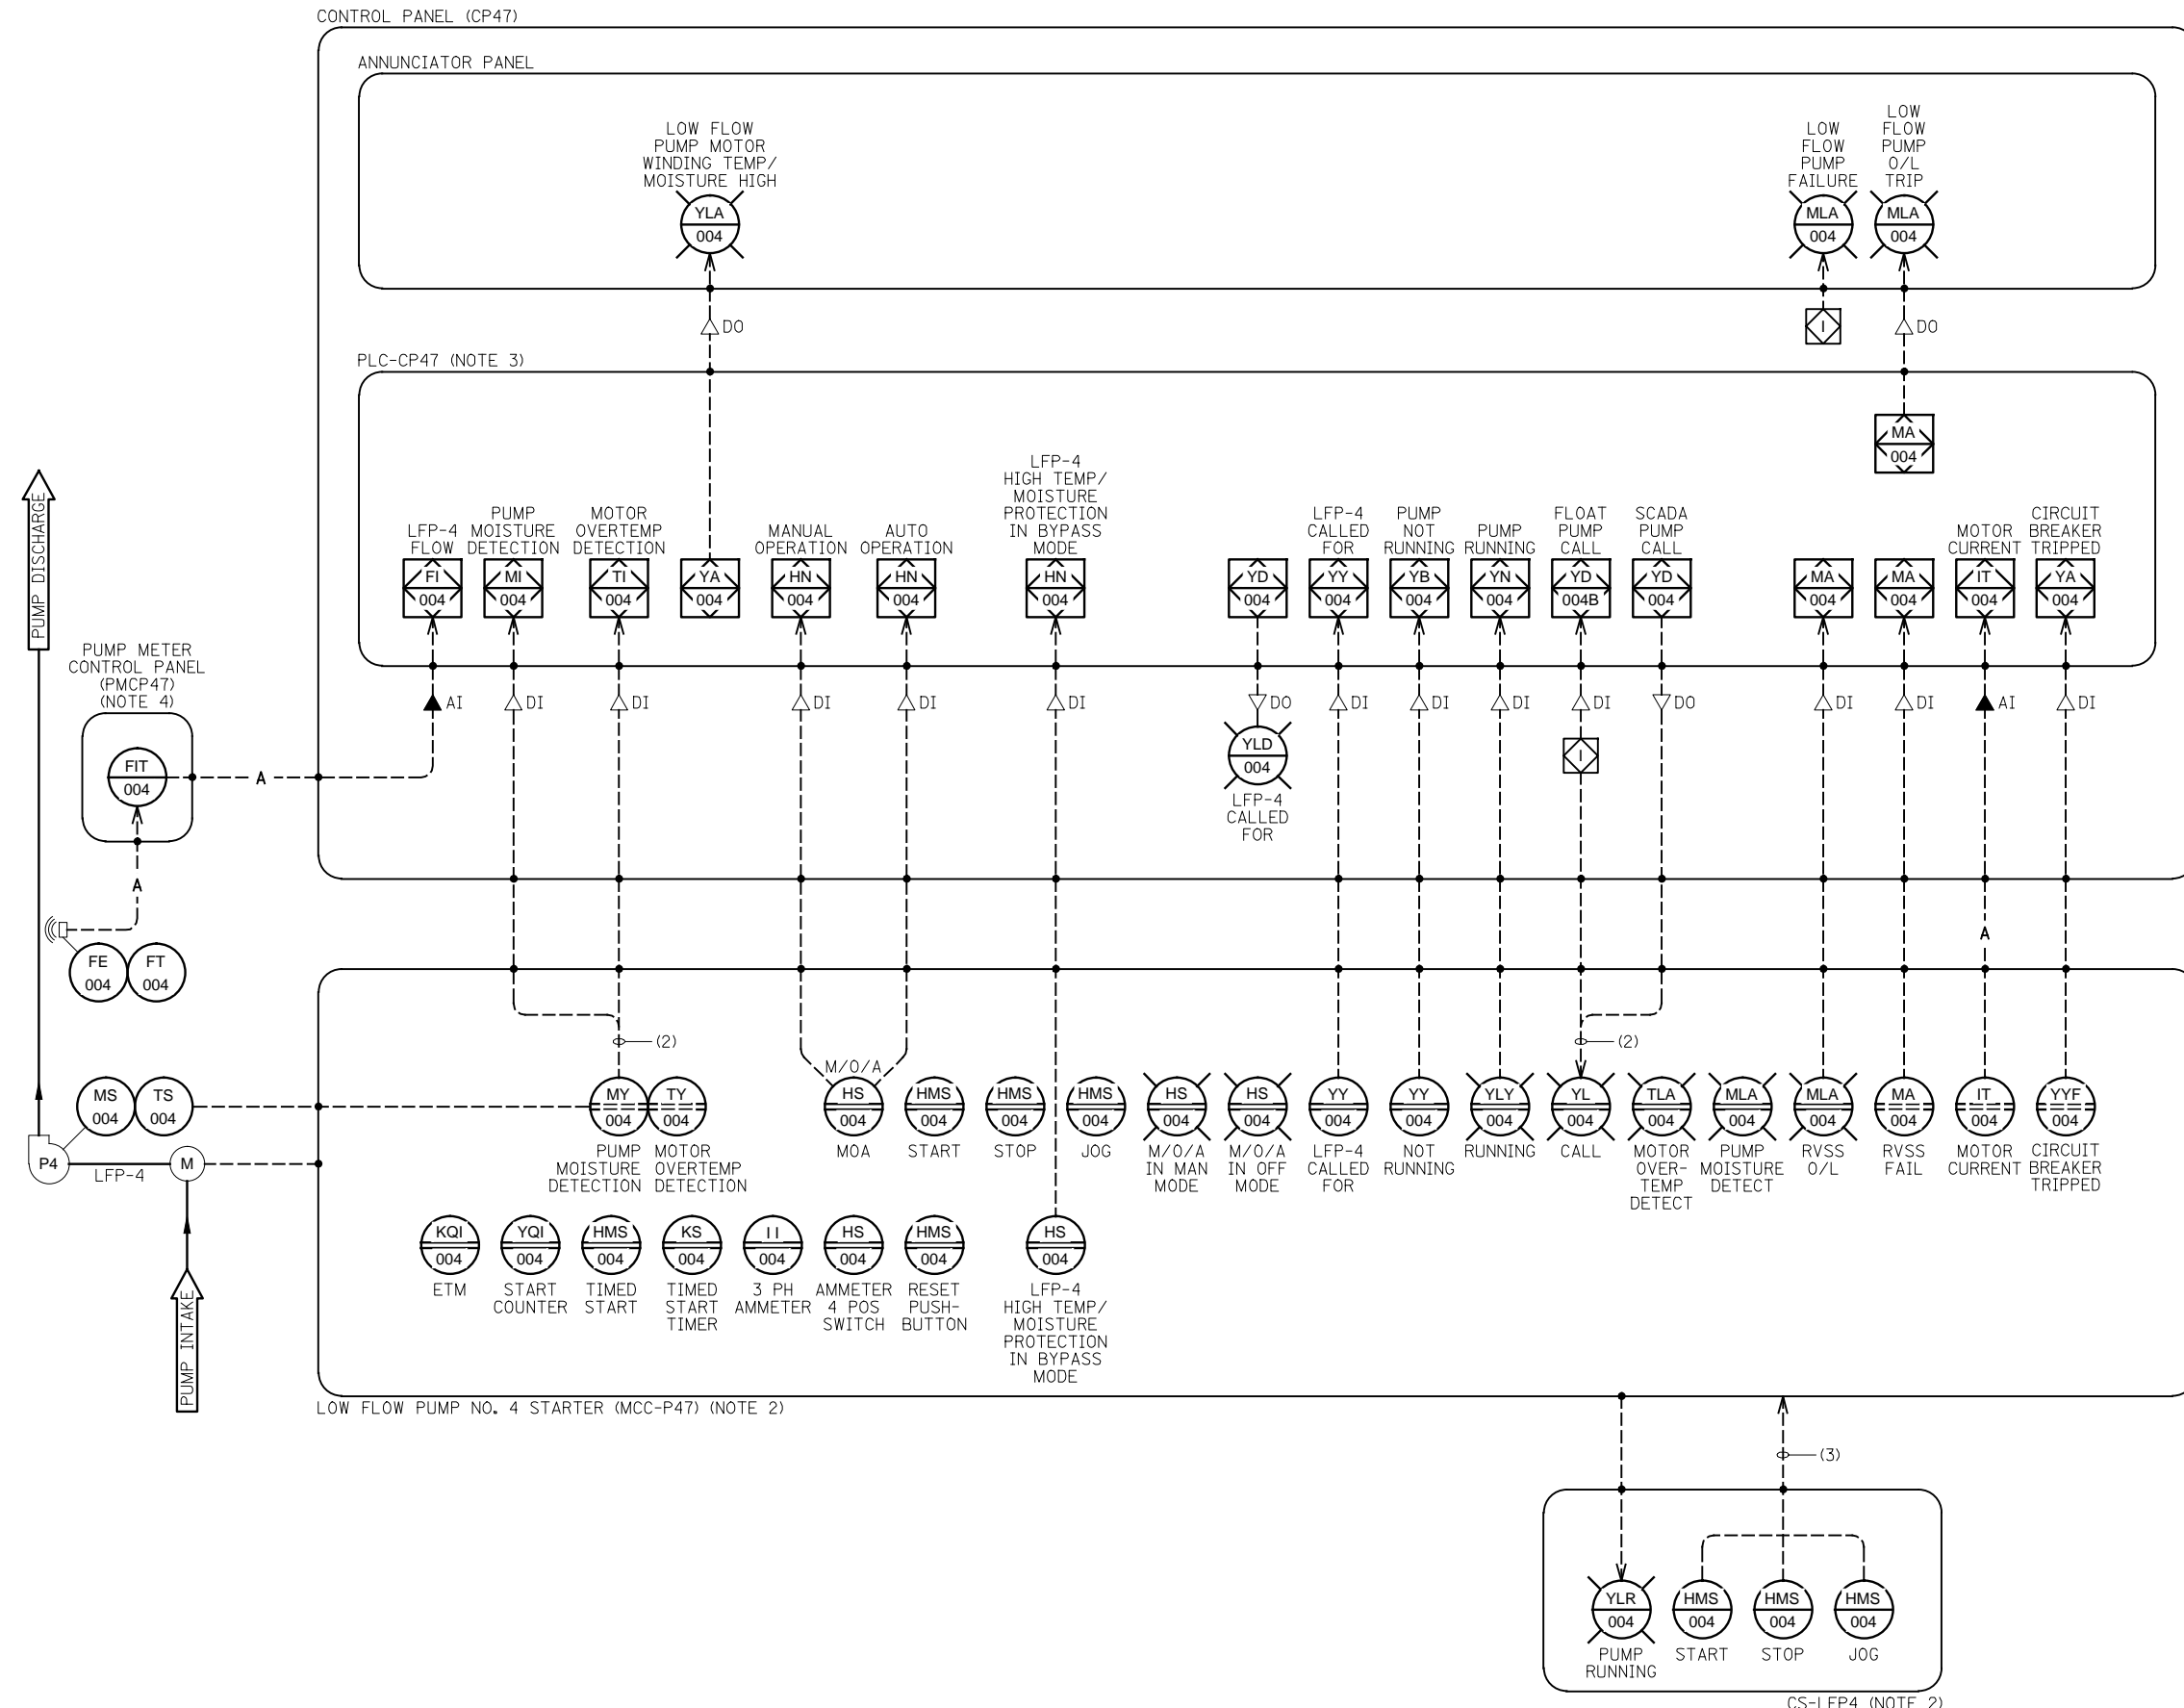 CONTROL PANEL (CP47)
ANNUNCIATOR PANEL
LOW FLOW
PUMP MOTOR
WINDING TEMP/
MOISTURE HIGH
YLA
004
LOW
FLOW
PUMP
FAILURE
MLA
004
LOW
FLOW
PUMP
O/L
TRIP
MLA
004
DO
I
DO
PLC-CP47 (NOTE 3)
MA
004
LFP-4
FLOW
FI
004
PUMP
MOISTURE
DETECTION
MI
004
MOTOR
OVERTEMP
DETECTION
TI
004
YA
004
MANUAL
OPERATION
HN
004
AUTO
OPERATION
HN
004
LFP-4
HIGH TEMP/
MOISTURE
PROTECTION
IN BYPASS
MODE
HN
004
YD
004
LFP-4
CALLED
FOR
YY
004
PUMP
NOT
RUNNING
YB
004
PUMP
RUNNING
YN
004
FLOAT
PUMP
CALL
YD
004B
SCADA
PUMP
CALL
YD
004
MA
004
MA
004
MOTOR
CURRENT
IT
004
CIRCUIT
BREAKER
TRIPPED
YA
004
AI
DI
DI
DI
DI
DI
DO
DI
DI
DI
DI
DO
DI
DI
AI
DI
YLD
004
LFP-4
CALLED
FOR
I
PUMP DISCHARGE
PUMP METER
CONTROL PANEL
(PMCP47)
(NOTE 4)
FIT
004
A
A
A
FE
004
FT
004
(2)
(2)
MS
004
TS
004
P4
LFP-4
M
PUMP INTAKE
MY
004
PUMP
MOISTURE
DETECTION
TY
004
MOTOR
OVERTEMP
DETECTION
M/O/A
HS
004
MOA
HMS
004
START
HMS
004
STOP
HMS
004
JOG
HS
004
M/O/A
IN MAN
MODE
HS
004
M/O/A
IN OFF
MODE
YY
004
LFP-4
CALLED
FOR
YY
004
NOT
RUNNING
YLY
004
RUNNING
YL
004
CALL
TLA
004
MOTOR
OVER-
TEMP
DETECT
MLA
004
PUMP
MOISTURE
DETECT
MLA
004
RVSS
O/L
MA
004
RVSS
FAIL
IT
004
MOTOR
CURRENT
YYF
004
CIRCUIT
BREAKER
TRIPPED
KQI
004
ETM
YQI
004
START
COUNTER
HMS
004
TIMED
START
KS
004
TIMED
START
TIMER
II
004
3 PH
AMMETER
HS
004
AMMETER
4 POS
SWITCH
HMS
004
RESET
PUSH-
BUTTON
HS
004
LFP-4
HIGH TEMP/
MOISTURE
PROTECTION
IN BYPASS
MODE
LOW FLOW PUMP NO. 4 STARTER (MCC-P47) (NOTE 2)
(3)
YLR
004
PUMP
RUNNING
HMS
004
START
HMS
004
STOP
HMS
004
JOG
CS-LFP4 (NOTE 2)